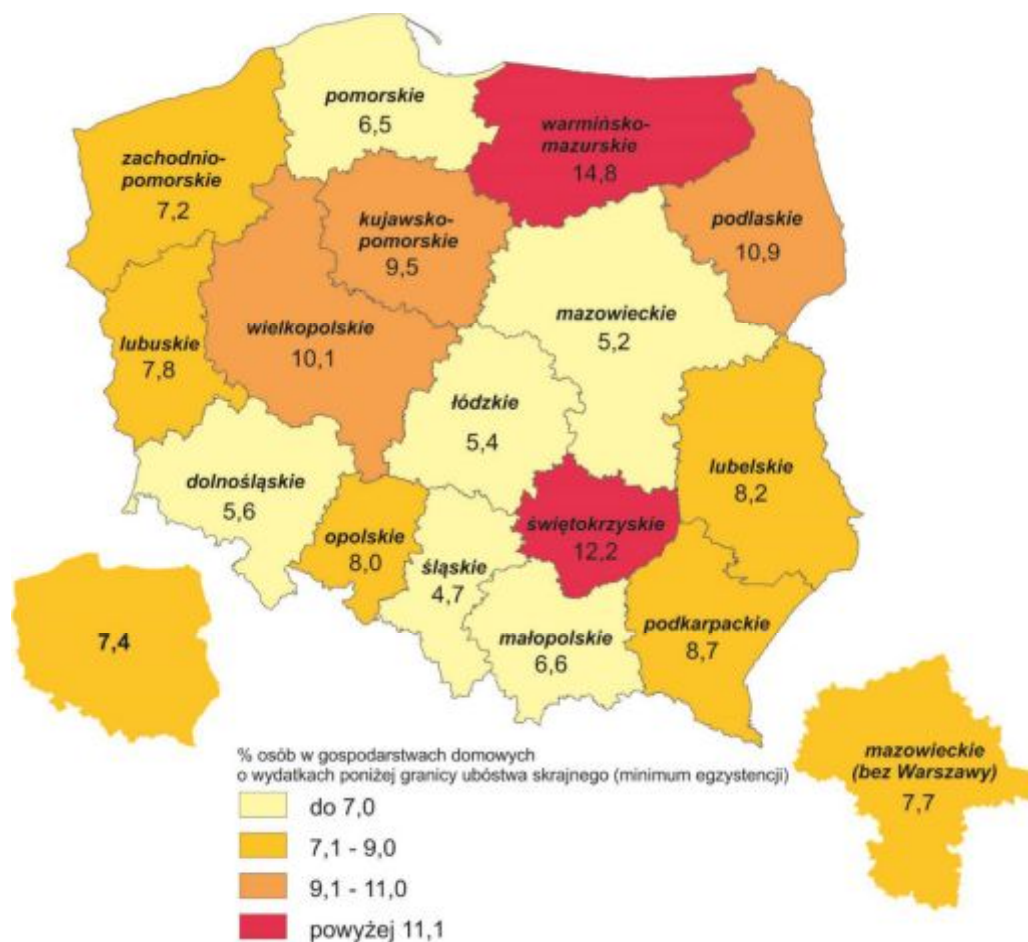 pomorskie
6,5
warmińsko-
mazurskie
14,8
zachodnio-
pomorskie
7,2
kujawsko-
pomorskie
9,5
podlaskie
10,9
wielkopolskie
10,1
mazowieckie
5,2
lubuskie
7,8
łódzkie
5,4
lubelskie
8,2
dolnośląskie
5,6
opolskie
8,0
świętokrzyskie
12,2
śląskie
4,7
małopolskie
6,6
podkarpackie
8,7
7,4
mazowieckie
(bez Warszawy)
7,7
% osób w gospodarstwach domowych
o wydatkach poniżej granicy ubóstwa skrajnego (minimum egzystencji)
do 7,0
7,1 - 9,0
9,1 - 11,0
powyżej 11,1